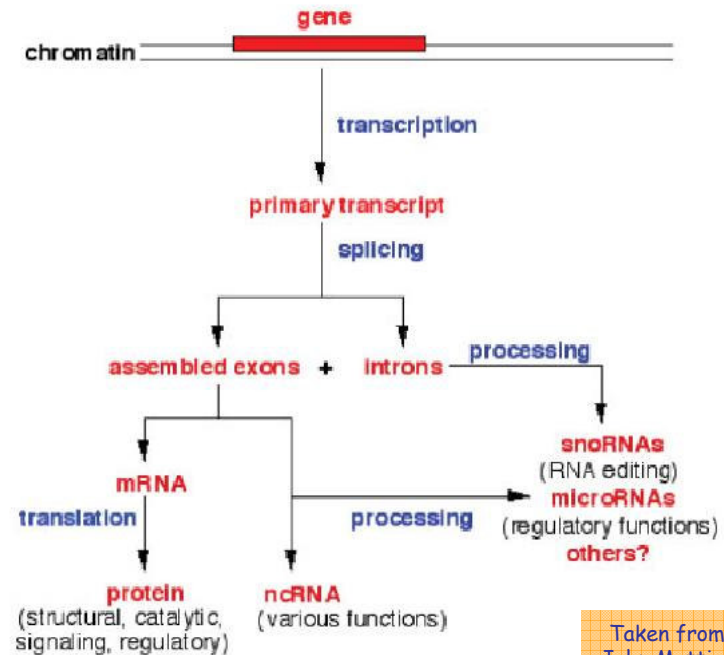 gene
chromatin
transcription
primary transcript
splicing
assembled exons + introns
processing
snoRNAs
(RNA editing)
microRNAs
(regulatory functions)
others?
mRNA
translation
processing
protein
(structural, catalytic,
signaling, regulatory)
ncRNA
(various functions)
Taken from